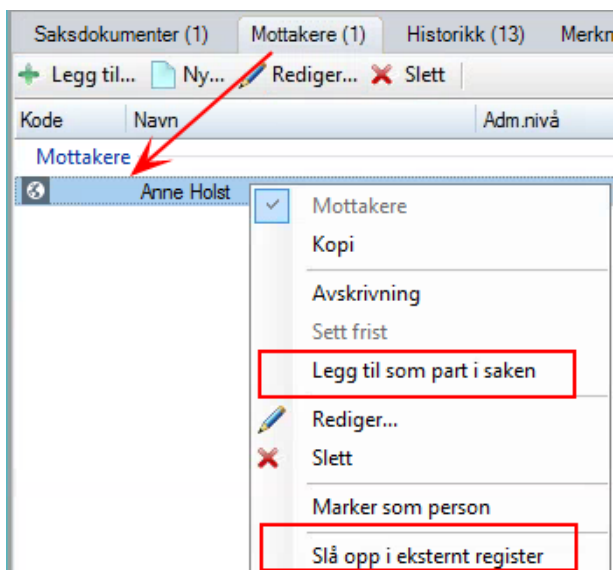 Saksdokumenter (1) Mottakere (1) Historikk (13)
Legg til... Ny... Rediger... Slett
Kode Navn Adm.nivå
Mottakere
Anne Holst
Mottakere
Kopi
Avskrivning
Sett frist
Legg til som part i saken
Rediger...
Slett
Marker som person
Slå opp i eksternt register